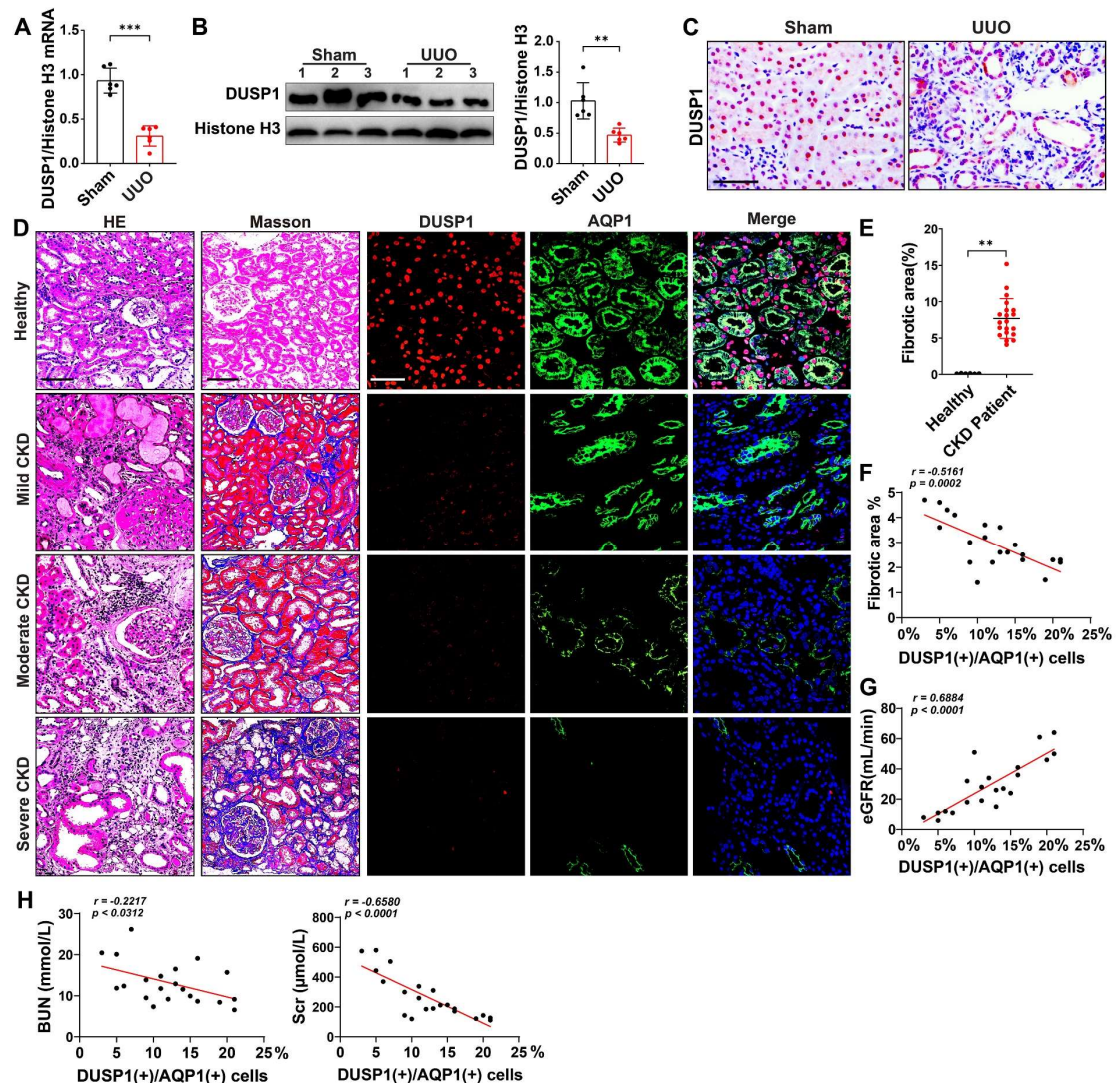 A
DUSP1/Histone H3 mRNA
1.5
1.0
0.5
0.0
***
Sham
UUO
B
Sham
UUO
1 2 3 1 2 3
DUSP1
Histone H3
DUSP1/Histone H3
2.0
1.5
1.0
0.5
0.0
**
Sham
UUO
C
Sham
UUO
DUSP1
D
HE
Masson
DUSP1
AQP1
Merge
Healthy
Mild CKD
Moderate CKD
Severe CKD
E
Fibrotic area(%)
20
15
10
5
0
**
Healthy
CKD Patient
F
r = -0.5161
p = 0.0002
Fibrotic area %
5
4
3
2
1
0
0% 5% 10% 15% 20% 25%
DUSP1(+)/AQP1(+) cells
G
r = 0.6884
p < 0.0001
eGFR(mL/min)
80
60
40
20
0
0% 5% 10% 15% 20% 25%
DUSP1(+)/AQP1(+) cells
H
r = -0.2217
p < 0.0312
BUN (mmol/L)
30
20
10
0
0 5 10 15 20 25 %
DUSP1(+)/AQP1(+) cells
r = -0.6580
p < 0.0001
Scr (μmol/L)
800
600
400
200
0
0 5 10 15 20 25 %
DUSP1(+)/AQP1(+) cells